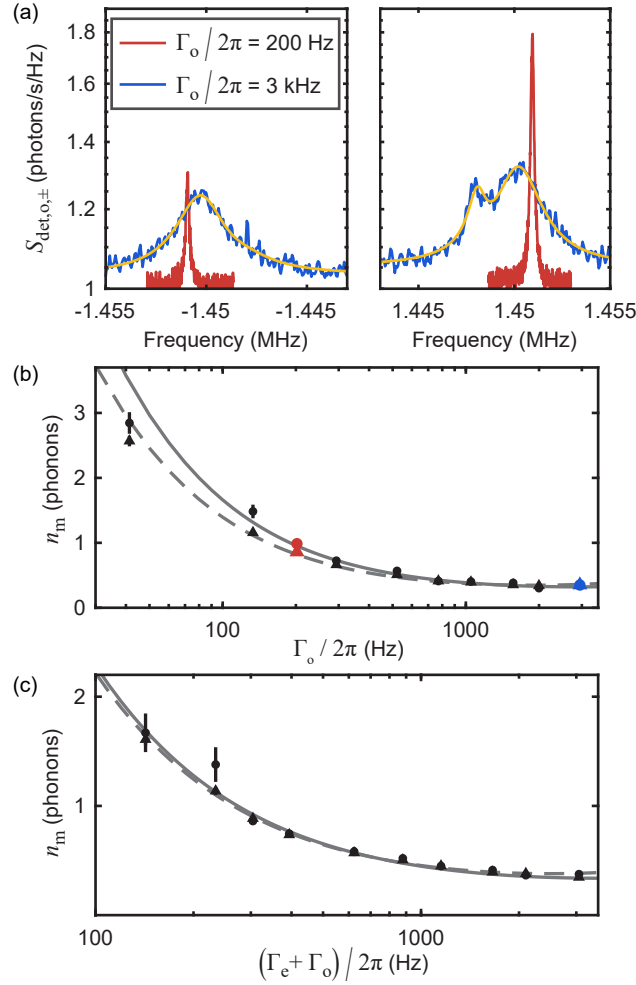 (a)
Γo / 2π = 200 Hz
Γo / 2π = 3 kHz
Sdet,o,± (photons/s/Hz)
1.8
1.6
1.4
1.2
1
-1.455 -1.45 -1.445
1.445 1.45 1.455
Frequency (MHz)
Frequency (MHz)
(b)
nm (phonons)
3
2
1
0
100 1000
Γo / 2π (Hz)
(c)
nm (phonons)
2
1
100 1000
(Γe + Γo) / 2π (Hz)